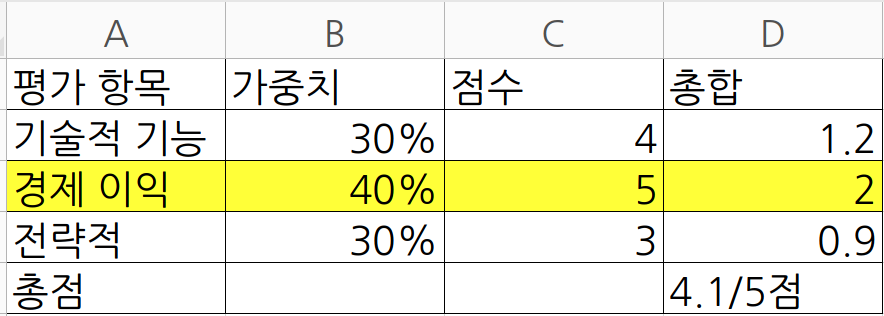 A B C D
평가 항목 가중치 점수 총합
기술적 기능 30% 4 1.2
경제 이익 40% 5 2
전략적 30% 3 0.9
총점 4.1/5점